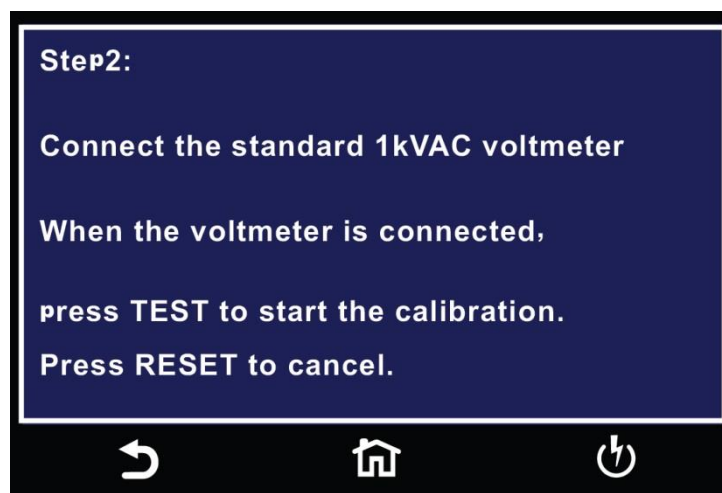 Step2:
Connect the standard 1kVAC voltmeter
When the voltmeter is connected,
press TEST to start the calibration.
Press RESET to cancel.